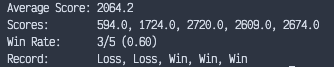 Average Score: 2064.2
Scores:        594.0, 1724.0, 2720.0, 2609.0, 2674.0
Win Rate:      3/5 (0.60)
Record:        Loss, Loss, Win, Win, Win